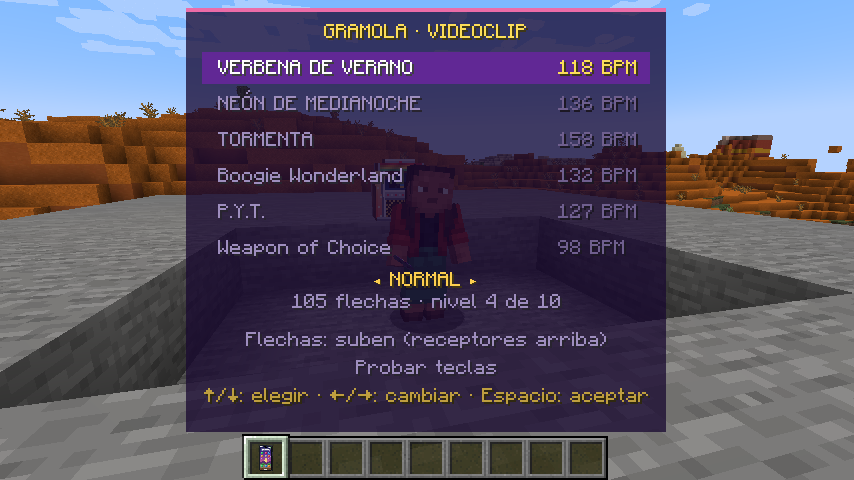 GRAMOLA · VIDEOCLIP
VERBENA DE VERANO 118 BPM
NEÓN DE MEDIANOCHE 136 BPM
TORMENTA 158 BPM
Boogie Wonderland 132 BPM
P.Y.T. 127 BPM
Weapon of Choice 98 BPM
◂ NORMAL ▸
105 flechas · nivel 4 de 10
Flechas: suben (receptores arriba)
Probar teclas
↑/↓: elegir · ←/→: cambiar · Espacio: aceptar